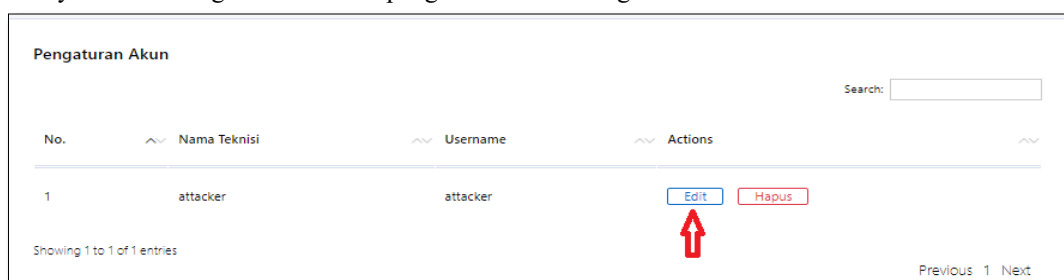 Pengaturan Akun
Search:
No. Nama Teknisi Username Actions
1 attacker attacker Edit Hapus
Showing 1 to 1 of 1 entries
Previous 1 Next